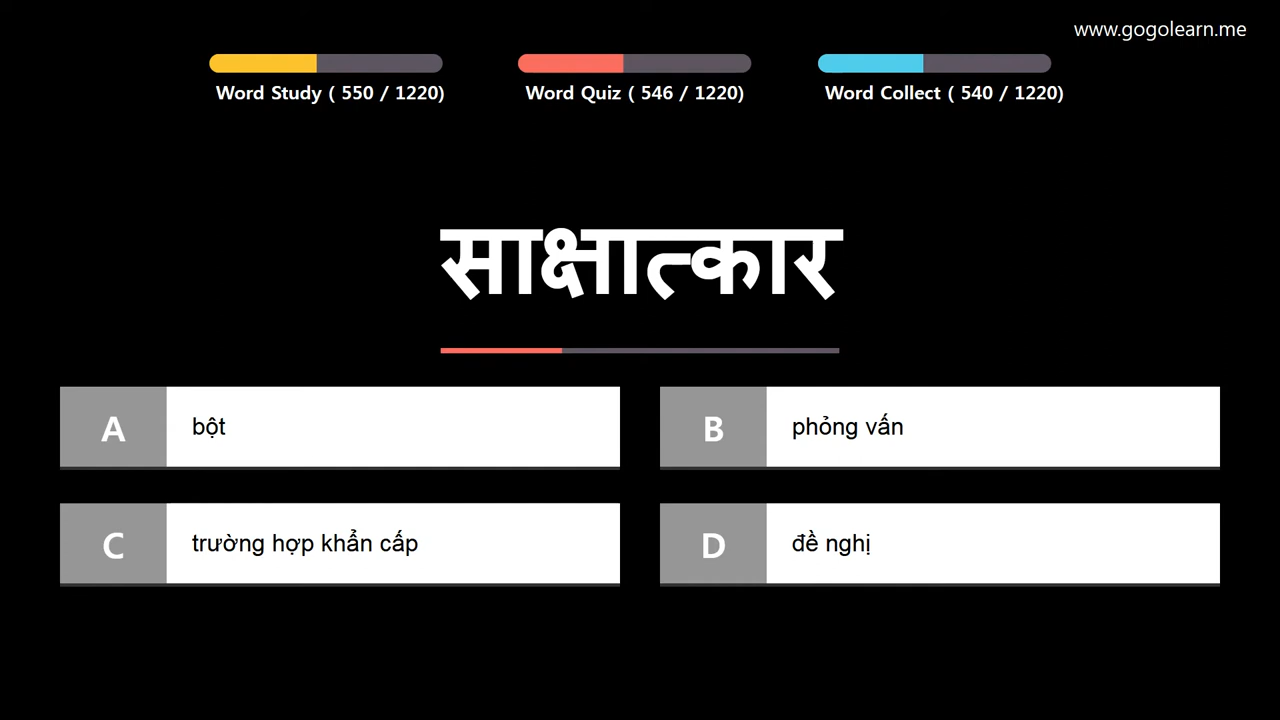 www.gogolearn.me
Word Study ( 550 / 1220)
Word Quiz ( 546 / 1220)
Word Collect ( 540 / 1220)
साक्षात्कार
A
bột
B
phỏng vấn
C
trường hợp khẩn cấp
D
đề nghị